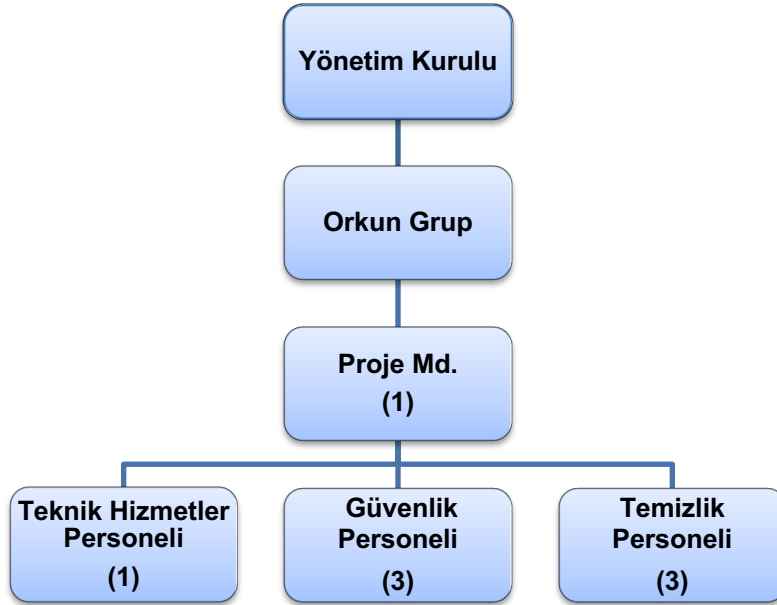 Yönetim Kurulu
Orkun Grup
Proje Md.
(1)
Teknik Hizmetler
Personeli
(1)
Güvenlik
Personeli
(3)
Temizlik
Personeli
(3)